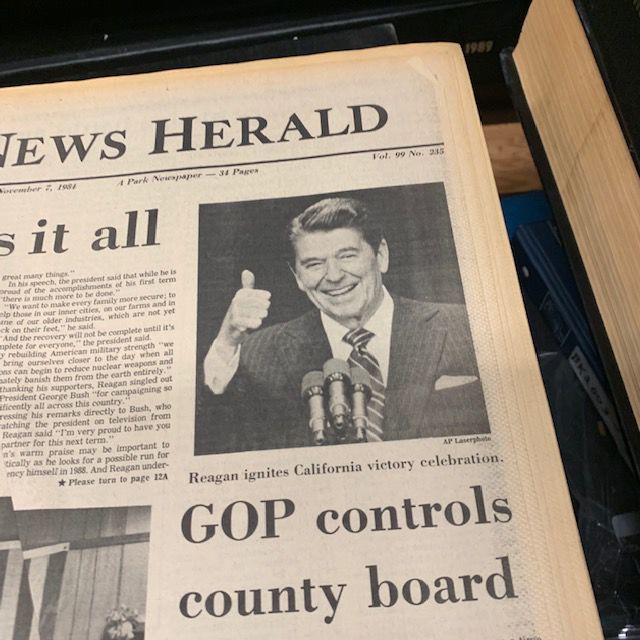 1989
NEWS HERALD
November 7, 1984 A Park Newspaper — 34 Pages Vol. 99 No. 235
s it all
great many things."
In his speech, the president said that while he is
proud of the accomplishments of his first term
"there is much more to be done."
"We want to make every family more secure; to
help those in our inner cities, on our farms and in
some of our older industries, which are not yet
back on their feet," he said.
"And the recovery will not be complete until it's
complete for everyone," the president said.
by rebuilding American military strength "we
bring ourselves closer to the day when all
can begin to reduce nuclear weapons and
banish them from the earth entirely."
thanking his supporters, Reagan singled out
President George Bush "for campaigning so
all across this country."
his remarks directly to Bush, who
watching the president on television from
Reagan said "I'm very proud to have you
partner for this next term."
warm praise may be important to
as he looks for a possible run for
himself in 1988. And Reagan under-
★ Please turn to page 12A
AP Laserphoto
Reagan ignites California victory celebration.
GOP controls
county board